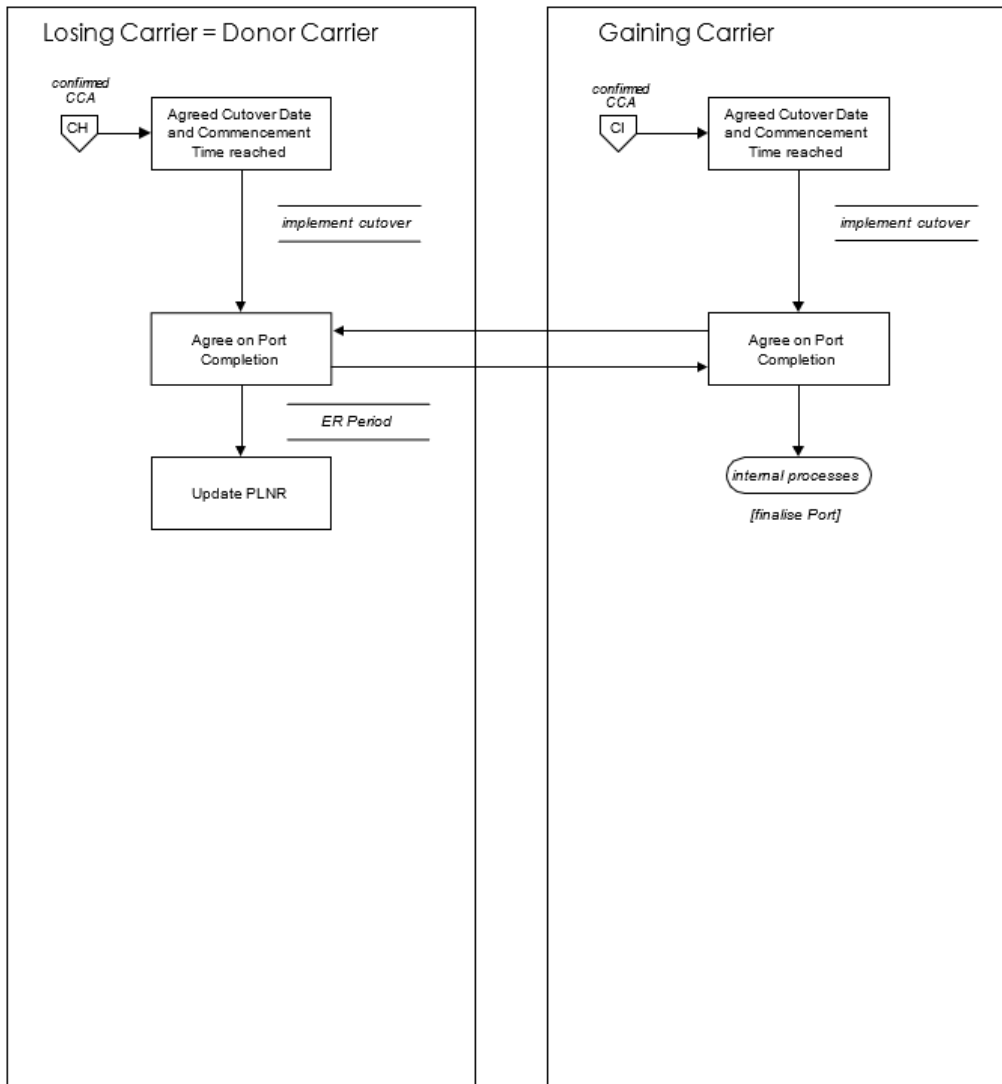 Losing Carrier = Donor Carrier
confirmed
CCA
CH
Agreed Cutover Date
and Commencement
Time reached
implement cutover
Agree on Port
Completion
ER Period
Update PLNR
Gaining Carrier
confirmed
CCA
CI
Agreed Cutover Date
and Commencement
Time reached
implement cutover
Agree on Port
Completion
internal processes
[finalise Port]